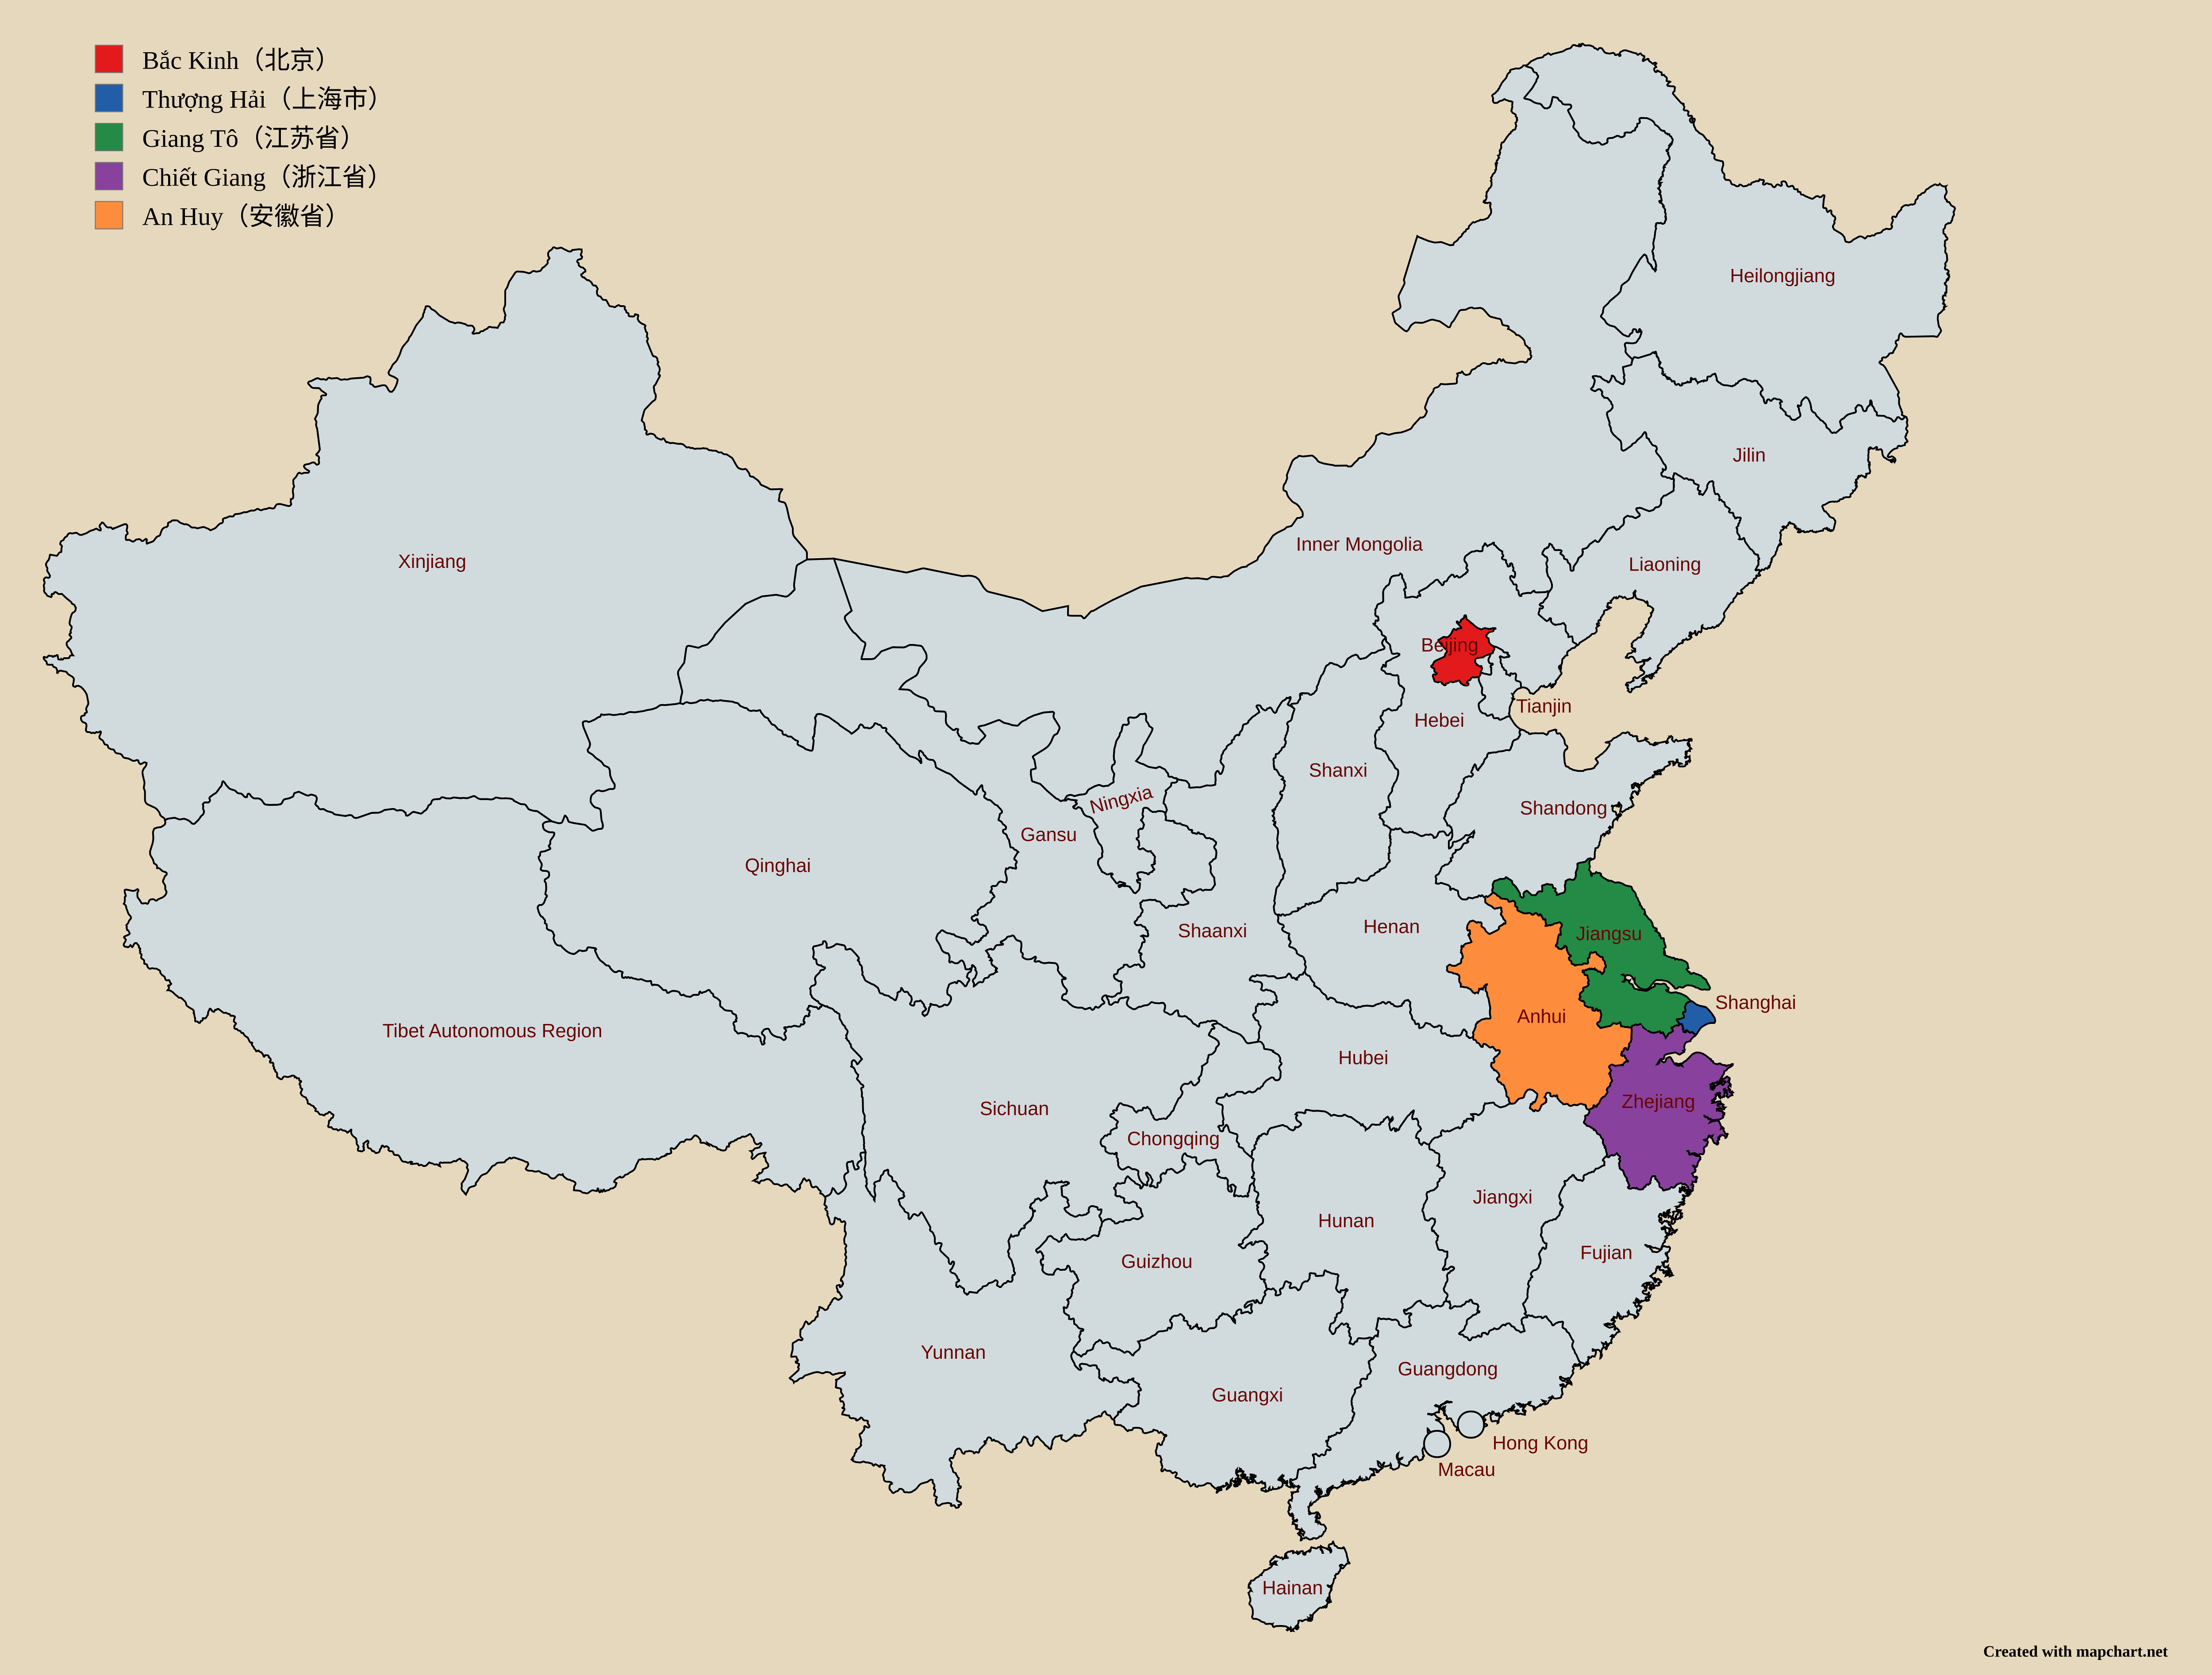 Bắc Kinh（北京）
Thượng Hải（上海市）
Giang Tô（江苏省）
Chiết Giang（浙江省）
An Huy（安徽省）
Heilongjiang
Jilin
Inner Mongolia
Xinjiang
Liaoning
Beijing
Tianjin
Hebei
Shanxi
Ningxia
Shandong
Gansu
Qinghai
Henan
Shaanxi
Jiangsu
Shanghai
Anhui
Tibet Autonomous Region
Hubei
Zhejiang
Sichuan
Chongqing
Jiangxi
Hunan
Fujian
Guizhou
Yunnan
Guangdong
Guangxi
Hong Kong
Macau
Hainan
Created with mapchart.net